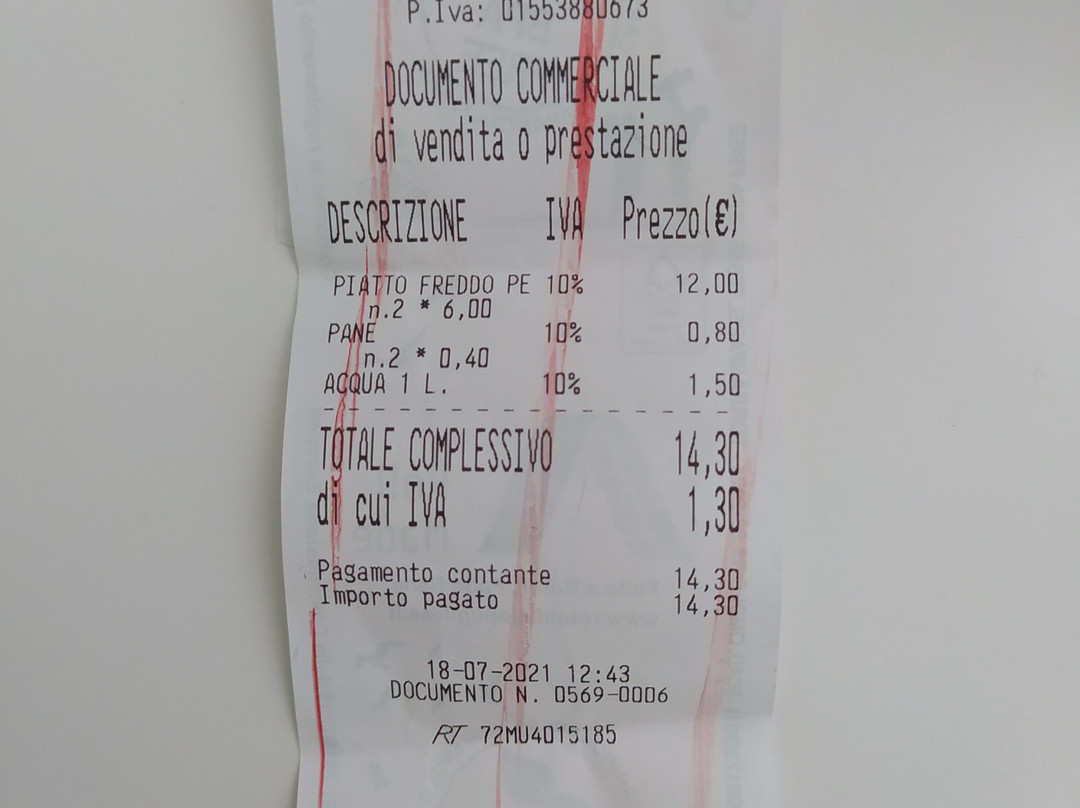 P.Iva: 01553880673
DOCUMENTO COMMERCIALE
di vendita o prestazione
DESCRIZIONE IVA Prezzo(€)
PIATTO FREDDO PE 10% 12,00
n.2 * 6,00
PANE 10% 0,80
n.2 * 0,40
ACQUA 1 L. 10% 1,50
TOTALE COMPLESSIVO 14,30
di cui IVA 1,30
Pagamento contante 14,30
Importo pagato 14,30
18-07-2021 12:43
DOCUMENTO N. 0569-0006
RT 72MU4015185